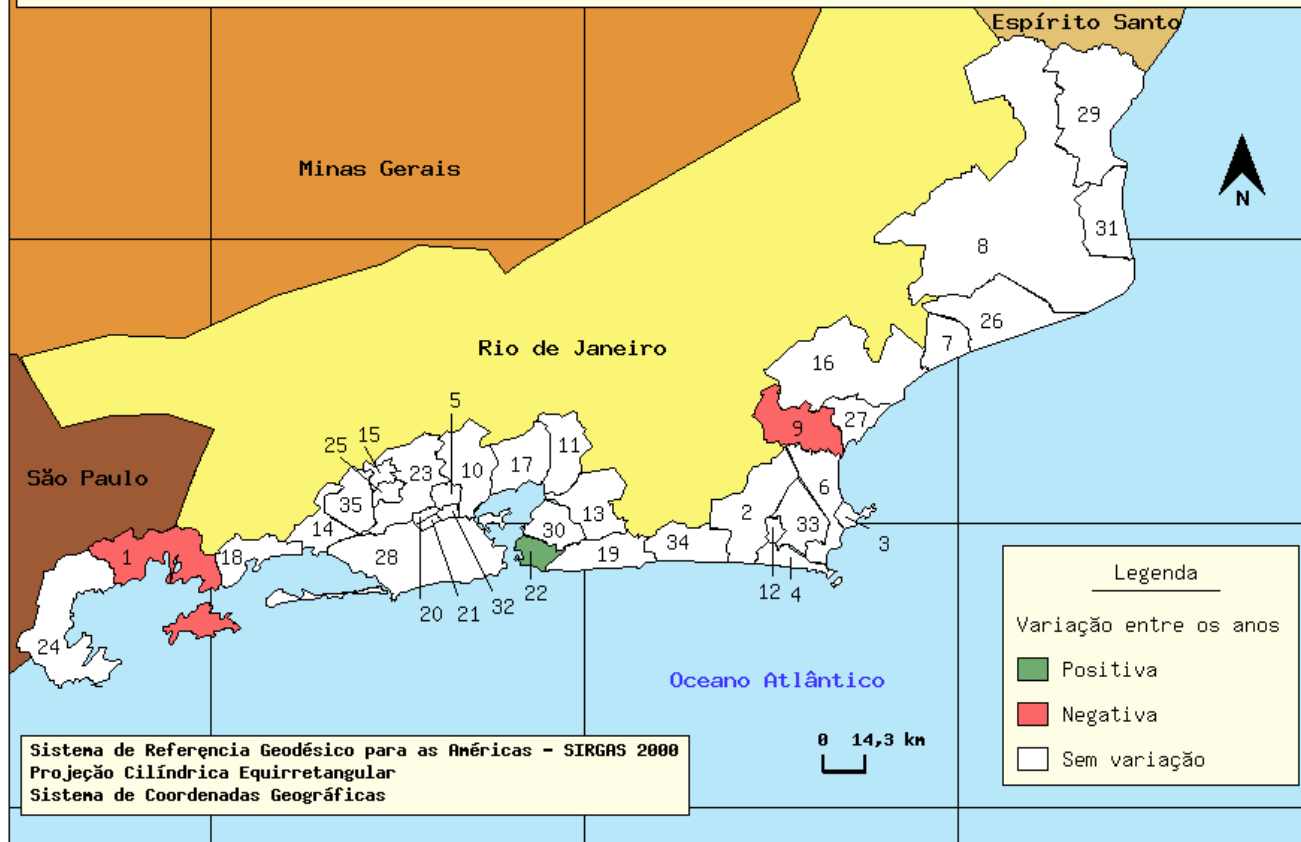 Espírito Santo
29
Minas Gerais
N
31
8
26
Rio de Janeiro
7
16
5
9
27
15
11
25
23
10
17
São Paulo
6
35
2
13
14
30
33
1
18
28
19
34
3
12
4
22
32
20
21
24
Legenda
Variação entre os anos
Positiva
Negativa
Sem variação
Oceano Atlântico
0 14,3 km
Sistema de Referência Geodésico para as Américas - SIRGAS 2000
Projeção Cilíndrica Equirretangular
Sistema de Coordenadas Geográficas